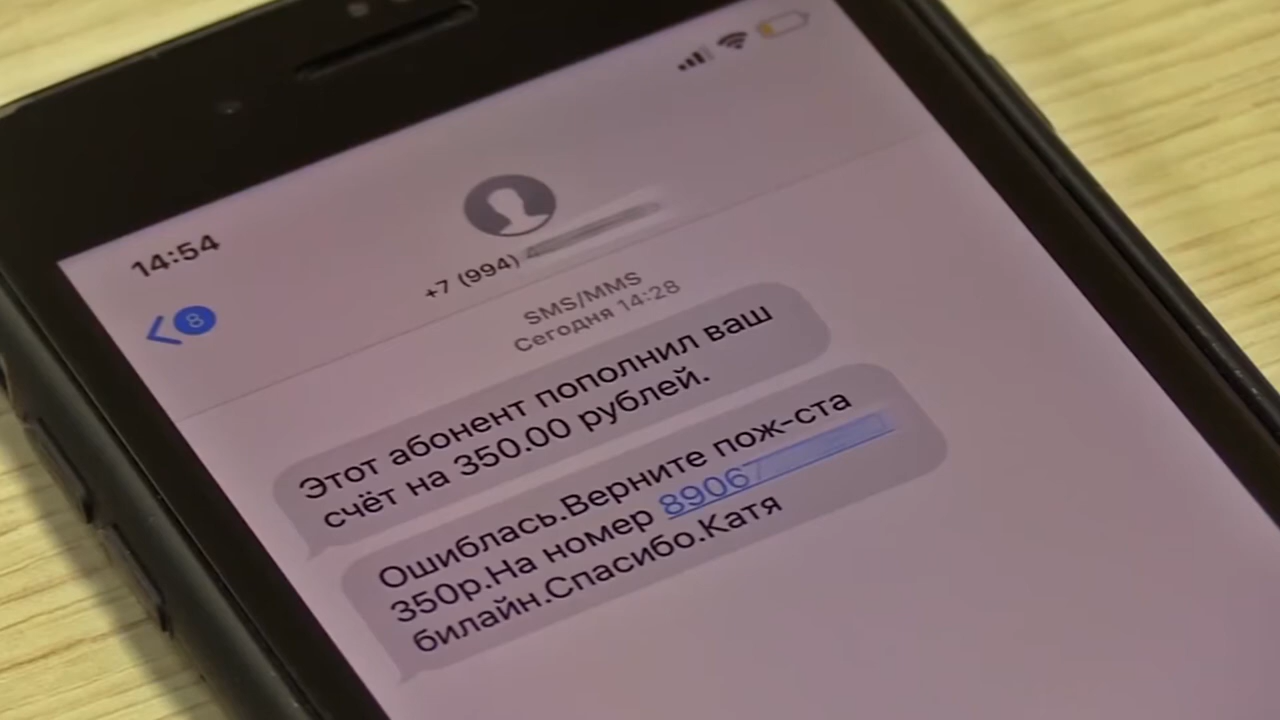 14:54
8
+7 (994)
SMS/MMS
Сегодня 14:28
Этот абонент пополнил ваш
счёт на 350.00 рублей.
Ошиблась.Верните пож-ста
350р.На номер 89067
билайн.Спасибо.Катя